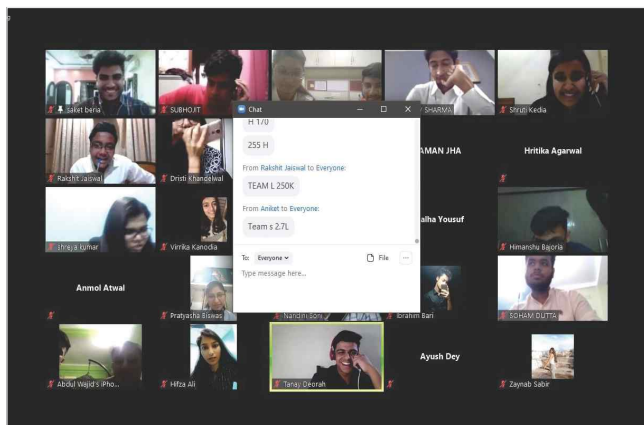 saket beria
SUBHOJIT
SHARMA
Shruti Kedia
Chat
H 170
255 H
From Rakshit Jaiswal to Everyone:
TEAM L 250K
From Aniket to Everyone:
Team s 2.7L
To: Everyone
File
Type message here...
Rakshit Jaiswal
Dristi Khandelwal
AMAN JHA
Hritika Agarwal
shreya kumar
Virrika Kanodia
alha Yousuf
Himanshu Bajoria
Anmol Atwal
Pratyasha Biswas
Nandini Soni
Ibrahim Bari
SOHAM DUTTA
Abdul Wajid's iPho...
Hifza Ali
Tanay Deorah
Ayush Dey
Zaynab Sabir